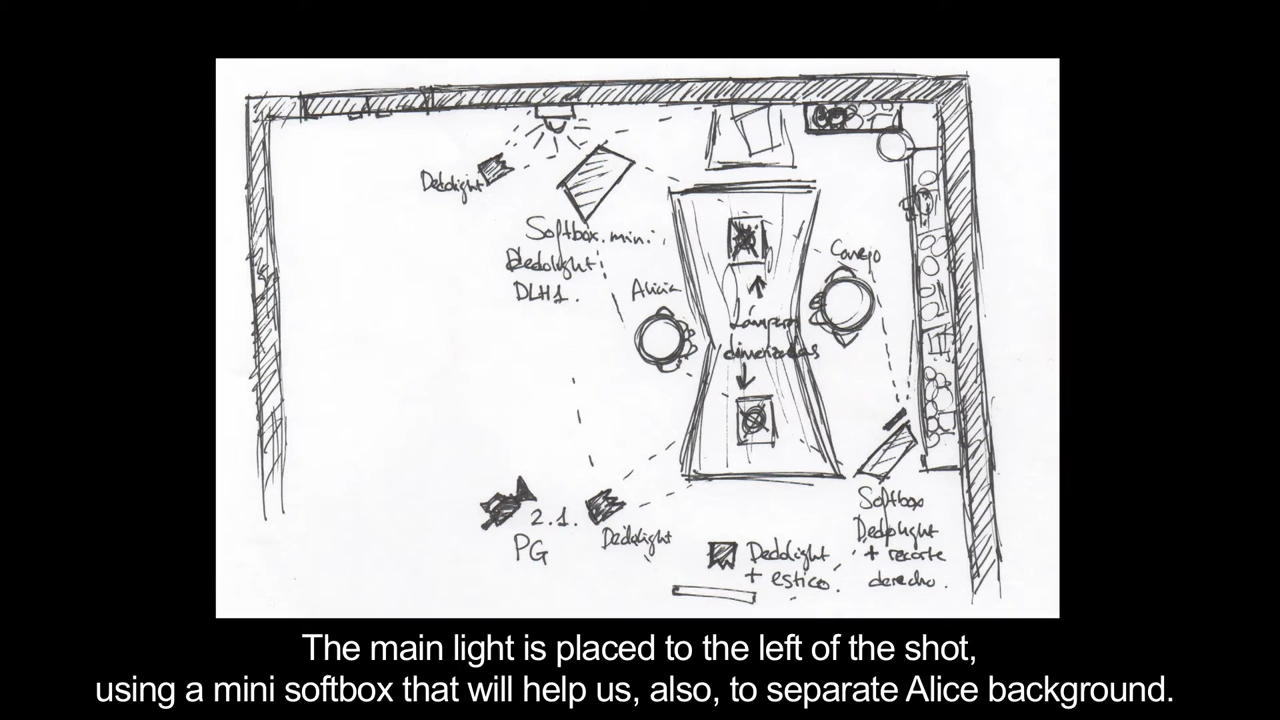 Dedolight
Softbox mini
Dedolight
DLH1.
Alicia
Conejo
Lámparas
dimerizadas
2.1.
PG
Dedolight
Dedolight
+ estico.
Softbox
Dedolight
+ recorte
derecho.
The main light is placed to the left of the shot,
using a mini softbox that will help us, also, to separate Alice background.